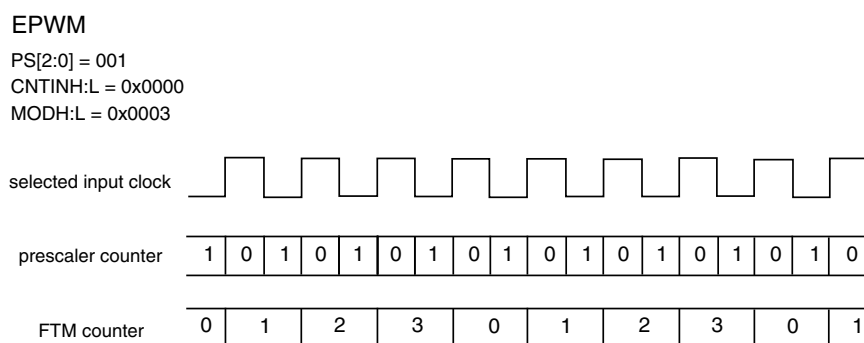 EPWM
PS[2:0] = 001
CNTINH:L = 0x0000
MODH:L = 0x0003
selected input clock
prescaler counter 1 0 1 0 1 0 1 0 1 0 1 0 1 0 1 0 1 0
FTM counter 0 1 2 3 0 1 2 3 0 1